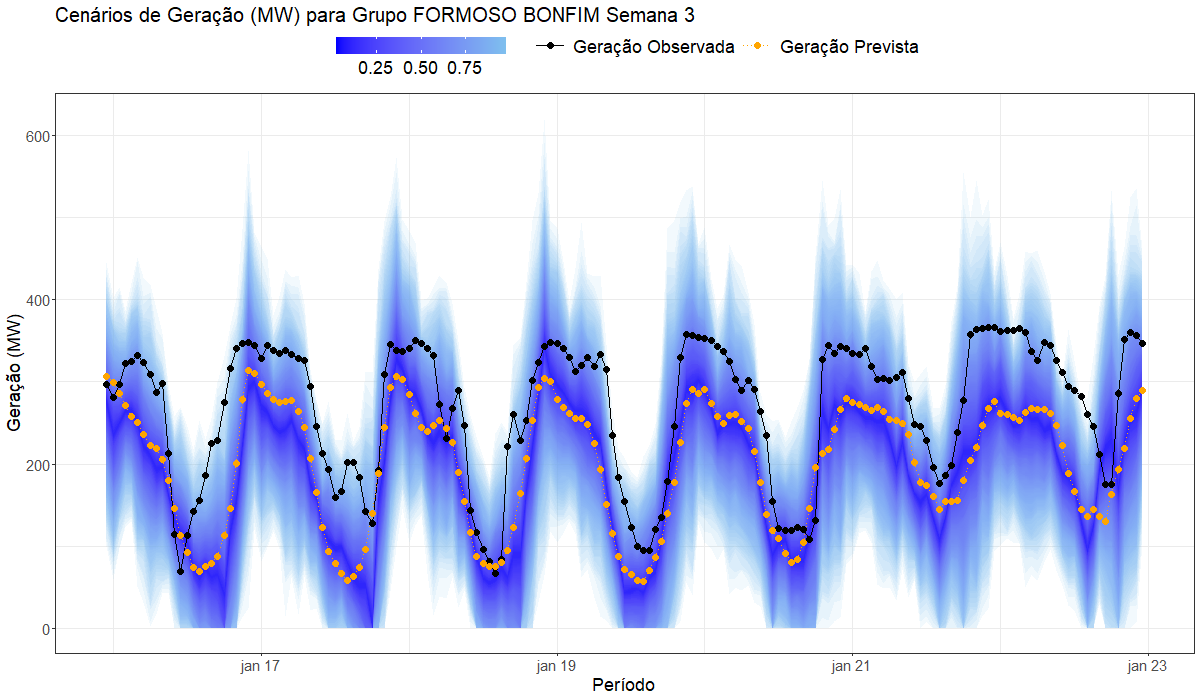 Cenários de Geração (MW) para Grupo FORMOSO BONFIM Semana 3
0.25 0.50 0.75
Geração Observada
Geração Prevista
Geração (MW)
600
400
200
0
jan 17
jan 19
jan 21
jan 23
Período